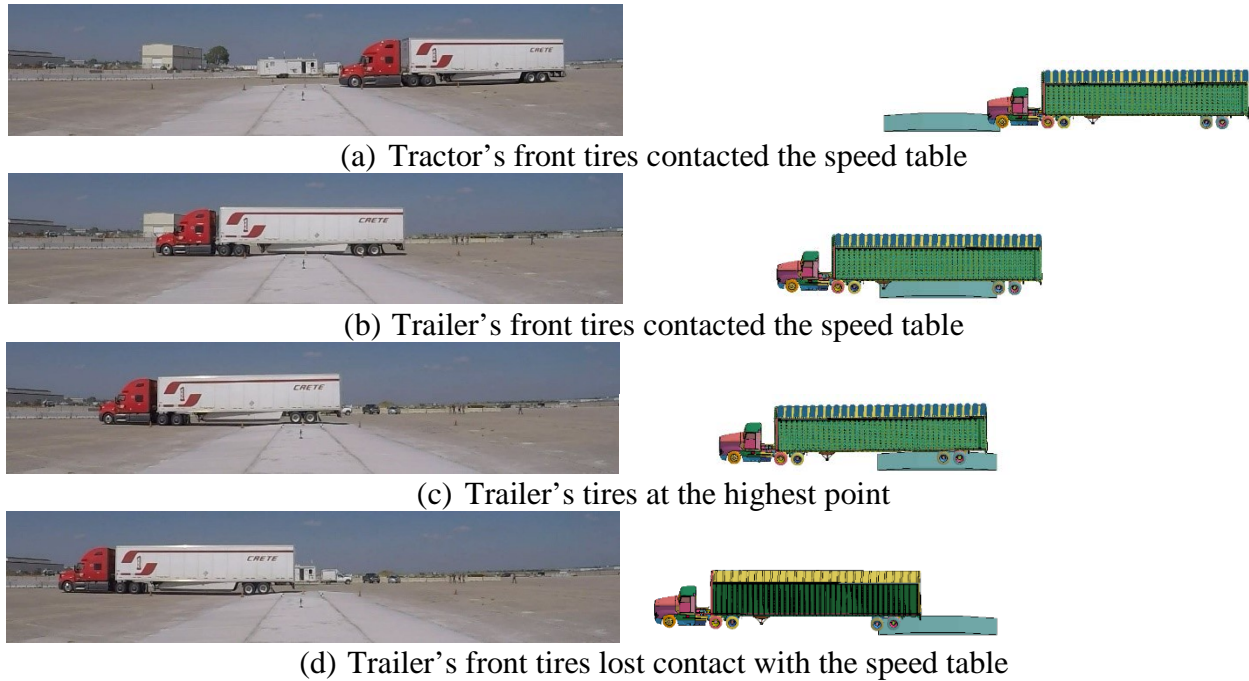 CRETE
(a) Tractor’s front tires contacted the speed table
CRETE
(b) Trailer’s front tires contacted the speed table
CRETE
(c) Trailer’s tires at the highest point
CRETE
(d) Trailer’s front tires lost contact with the speed table